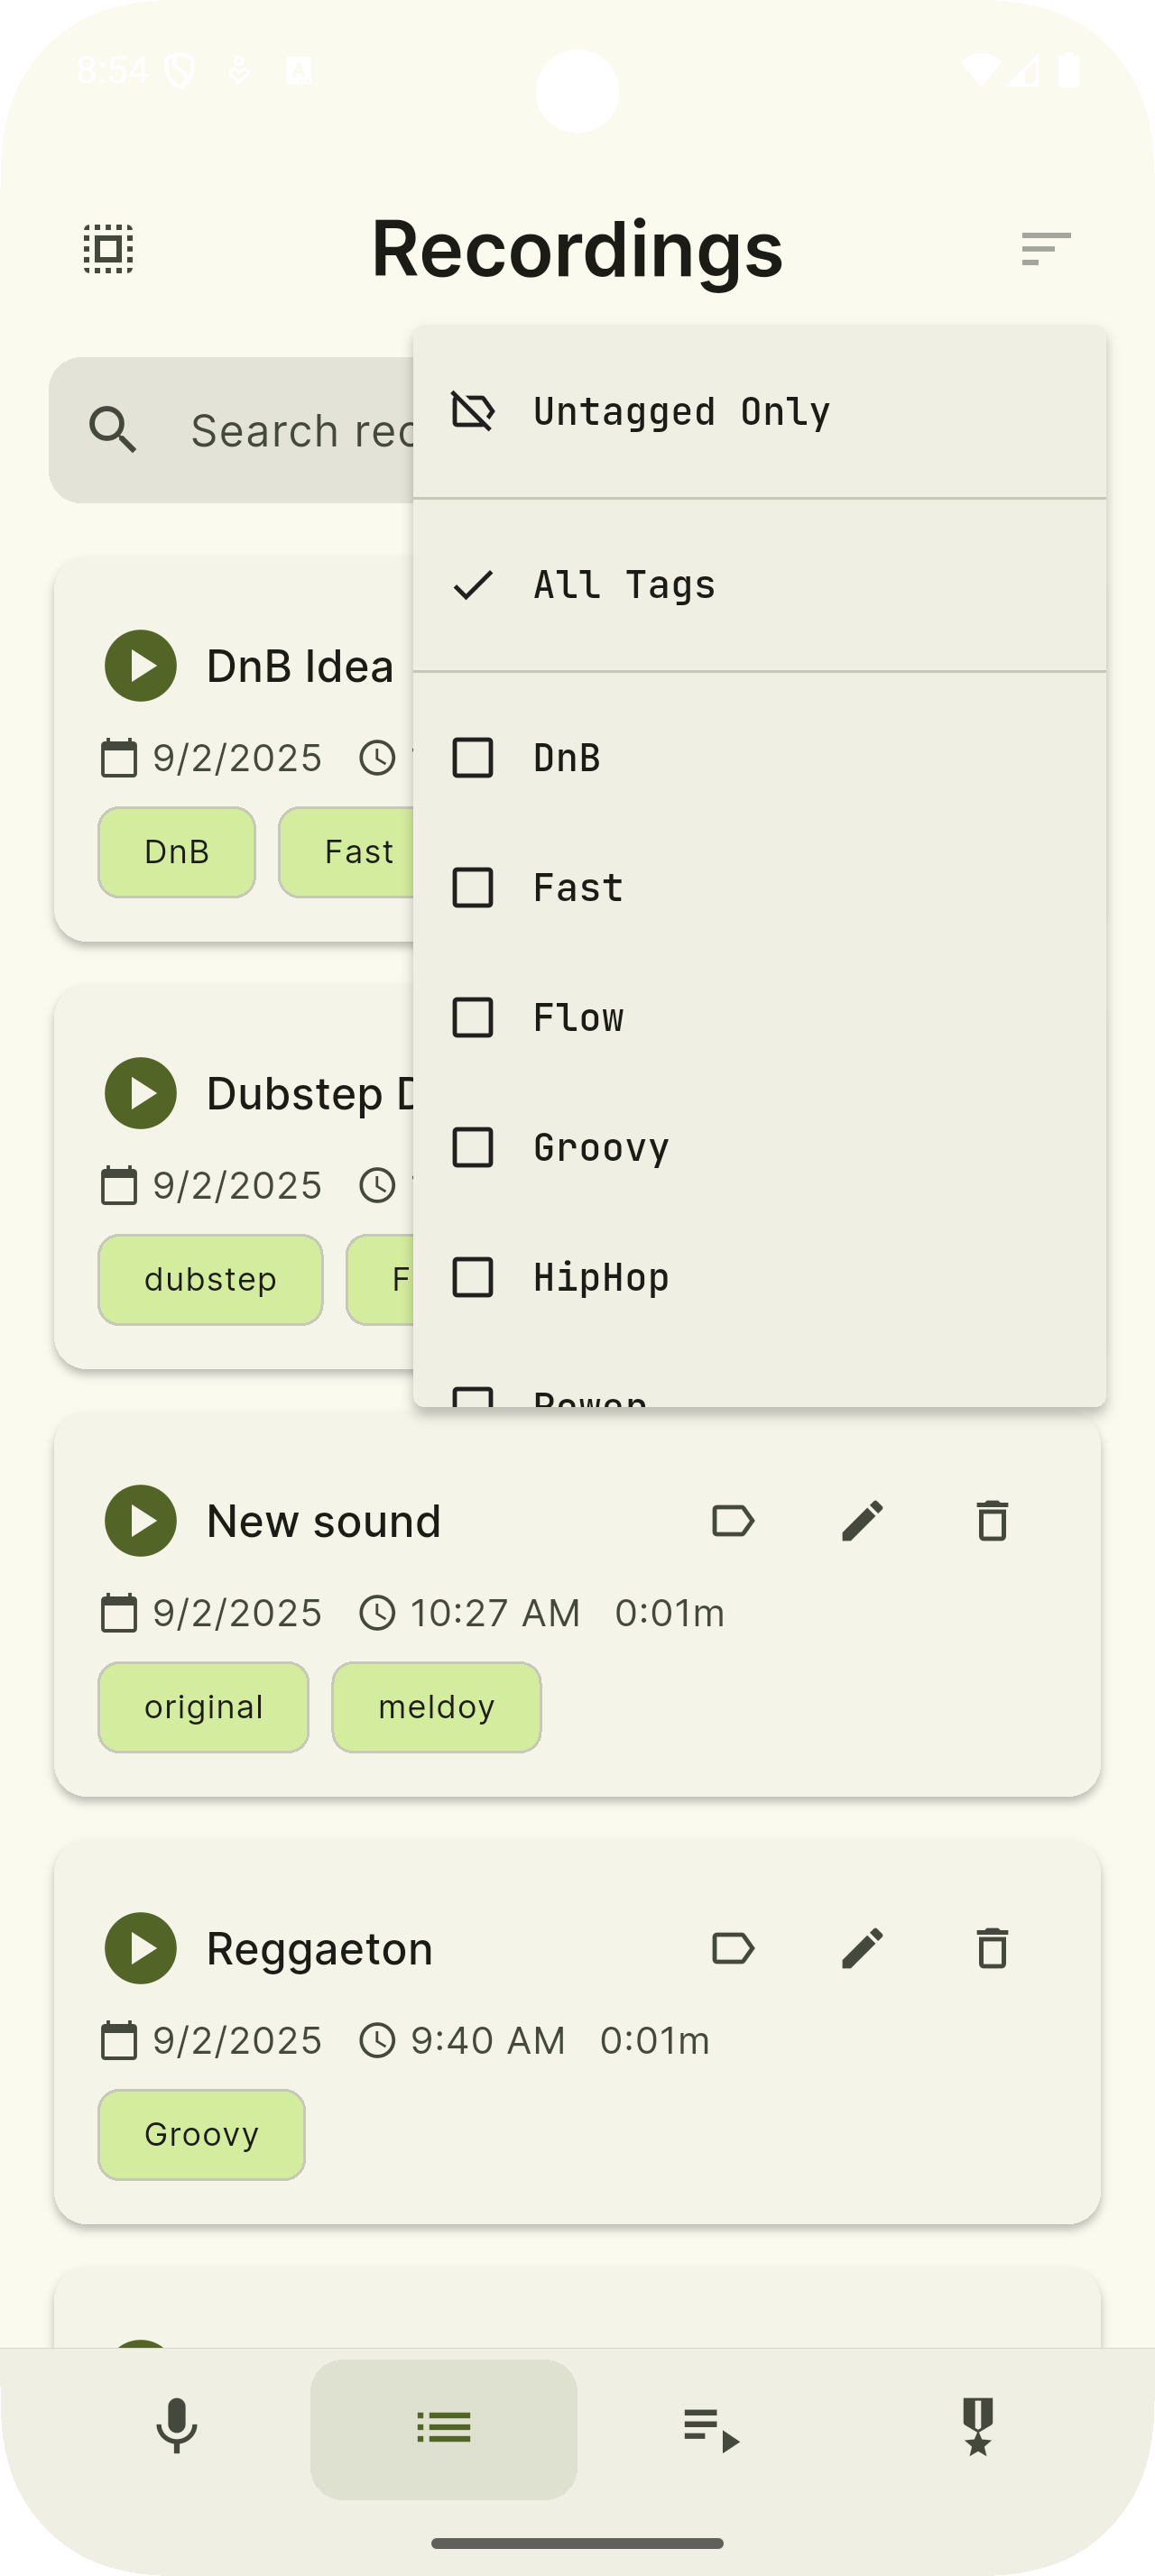 8:54
Recordings
Search rec
Untagged Only
All Tags
DnB
Fast
Flow
Groovy
HipHop
DnB Idea
9/2/2025
DnB Fast
Dubstep
9/2/2025
dubstep
New sound
9/2/2025 10:27 AM 0:01m
original meldoy
Reggaeton
9/2/2025 9:40 AM 0:01m
Groovy